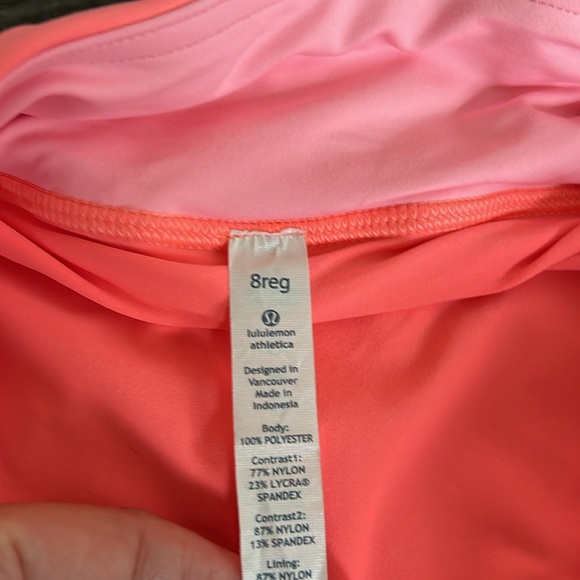 8reg
lululemon
athletica
Designed in
Vancouver
Made in
Indonesia
Body:
100% POLYESTER
Contrast1:
77% NYLON
23% LYCRA®
SPANDEX
Contrast2:
87% NYLON
13% SPANDEX
Lining:
87% NYLON